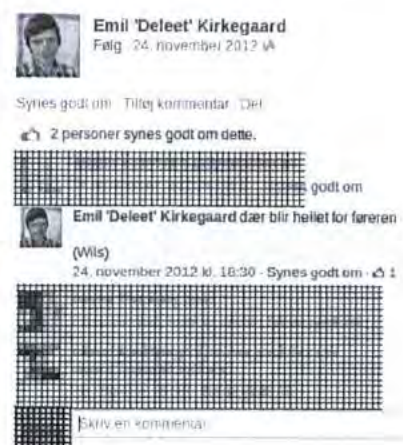 Emil 'Deleet' Kirkegaard
Følg · 24. november 2012
Synes godt om · Tilføj kommentar · Del
2 personer synes godt om dette.
godt om
Emil 'Deleet' Kirkegaard dær blir heilet for føreren
(Wils)
24. november 2012 kl. 16:30 · Synes godt om · 1
Skriv en kommentar